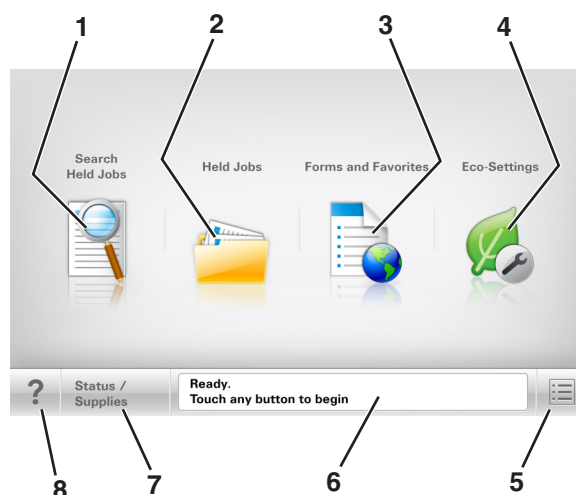 1 2 3 4
Search
Held Jobs
Held Jobs
Forms and Favorites
Eco-Settings
?
Status /
Supplies
Ready.
Touch any button to begin
8 7 6 5